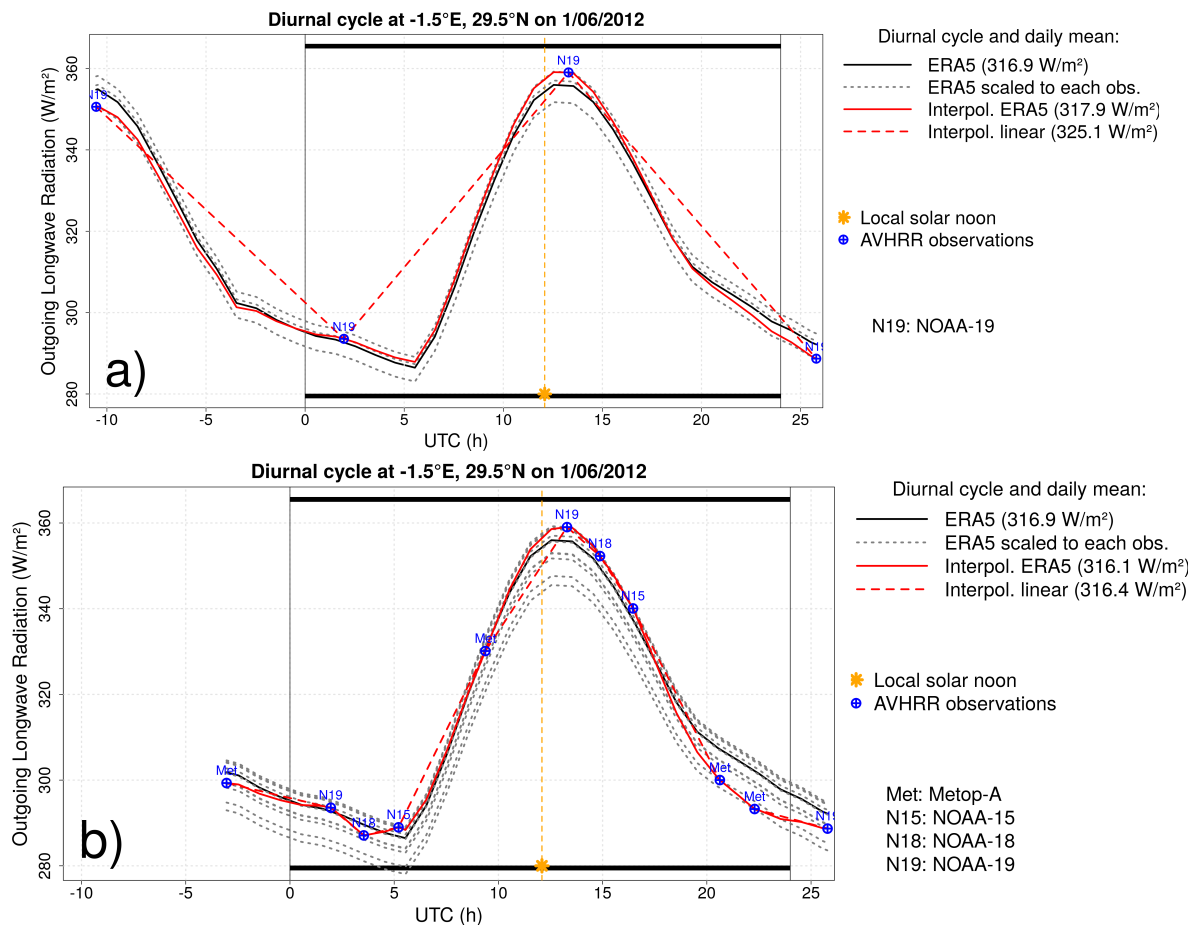 Diurnal cycle at -1.5°E, 29.5°N on 1/06/2012
Outgoing Longwave Radiation (W/m²)
360
340
320
300
280
N19
N19
N19
N19
a)
-10
-5
0
5
10
15
20
25
UTC (h)
Diurnal cycle and daily mean:
ERA5 (316.9 W/m²)
ERA5 scaled to each obs.
Interpol. ERA5 (317.9 W/m²)
Interpol. linear (325.1 W/m²)
Local solar noon
AVHRR observations
N19: NOAA-19
Diurnal cycle at -1.5°E, 29.5°N on 1/06/2012
Outgoing Longwave Radiation (W/m²)
360
340
320
300
280
Met
N19
N18
N15
Met
N19
N18
N15
Met
Met
N19
b)
-10
-5
0
5
10
15
20
25
UTC (h)
Diurnal cycle and daily mean:
ERA5 (316.9 W/m²)
ERA5 scaled to each obs.
Interpol. ERA5 (316.1 W/m²)
Interpol. linear (316.4 W/m²)
Local solar noon
AVHRR observations
Met: Metop-A
N15: NOAA-15
N18: NOAA-18
N19: NOAA-19